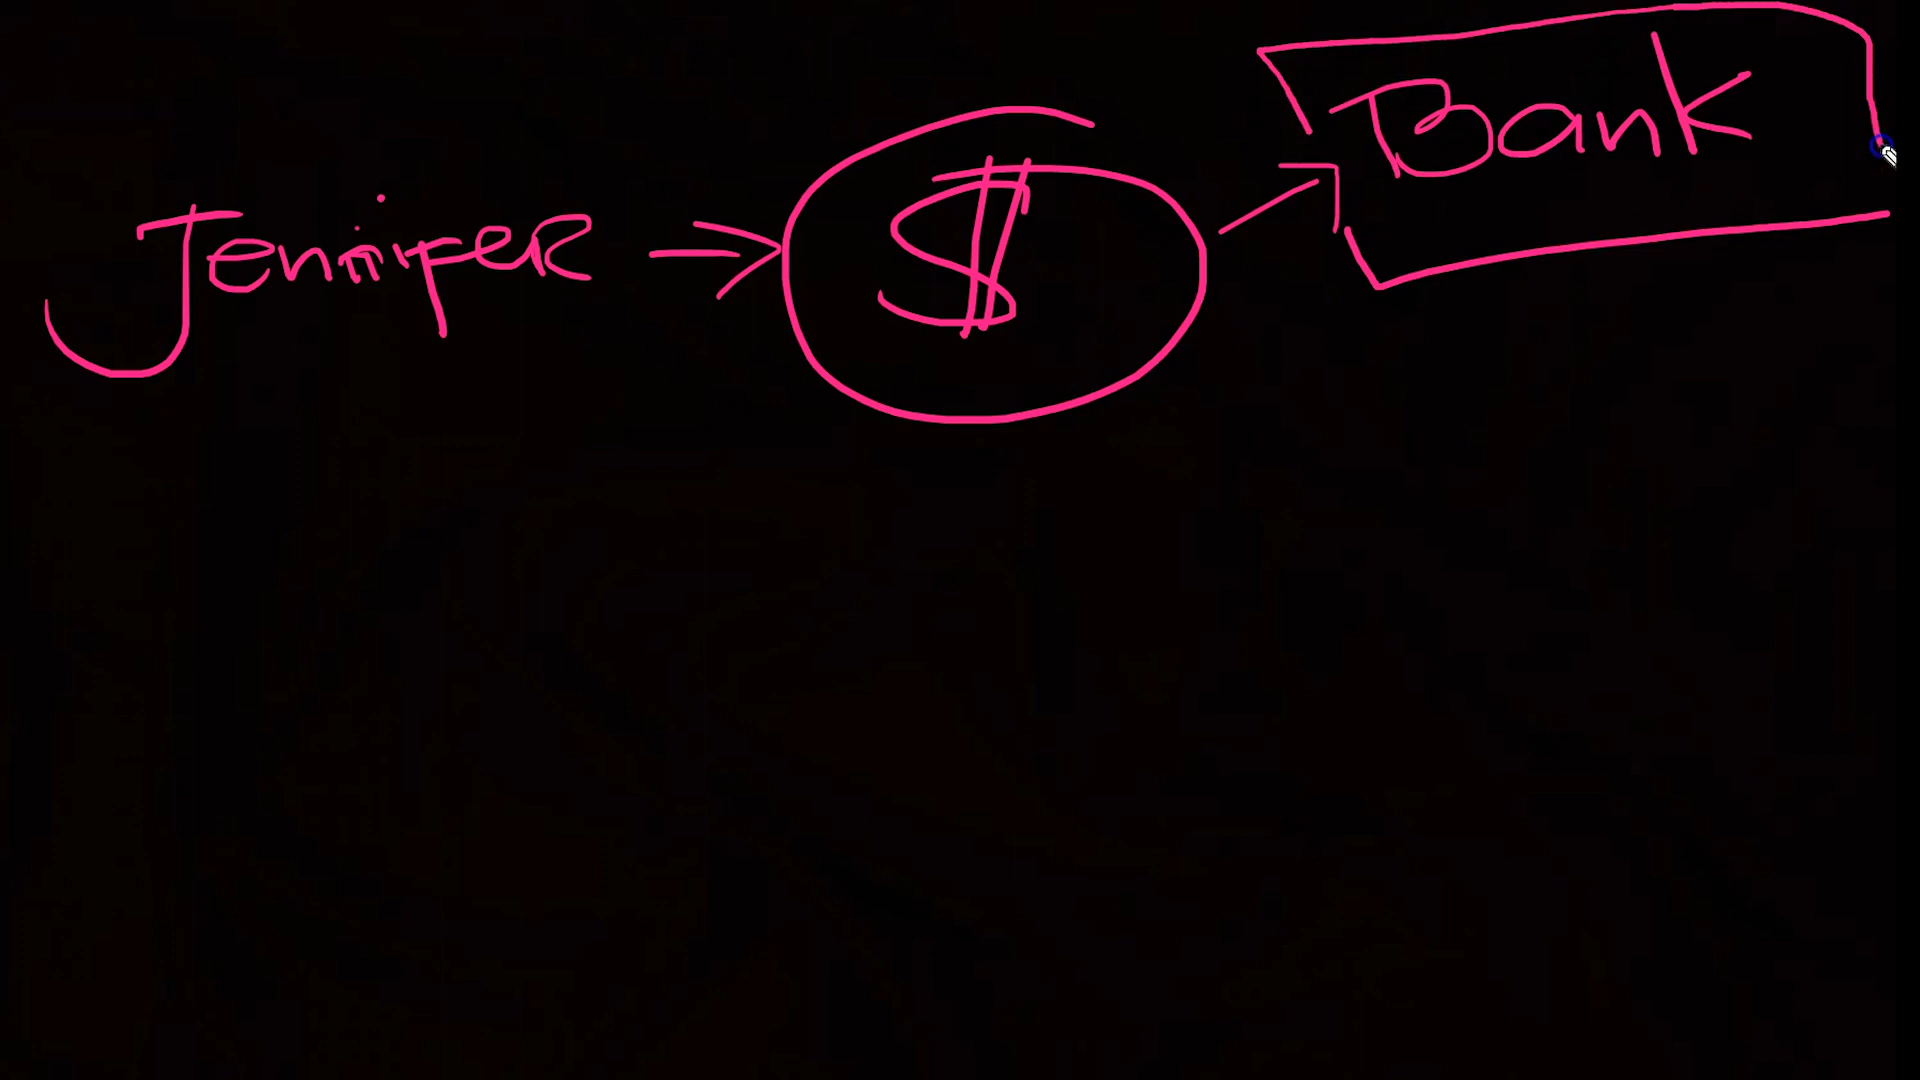 Jennifer → $ → Bank